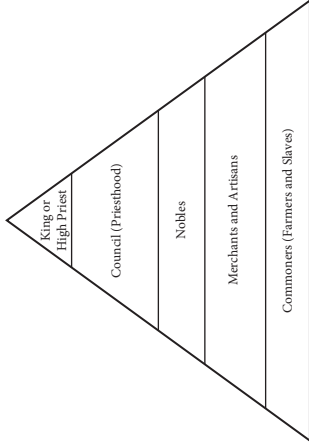 King or
High Priest
Council (Priesthood)
Nobles
Merchants and Artisans
Commoners (Farmers and Slaves)